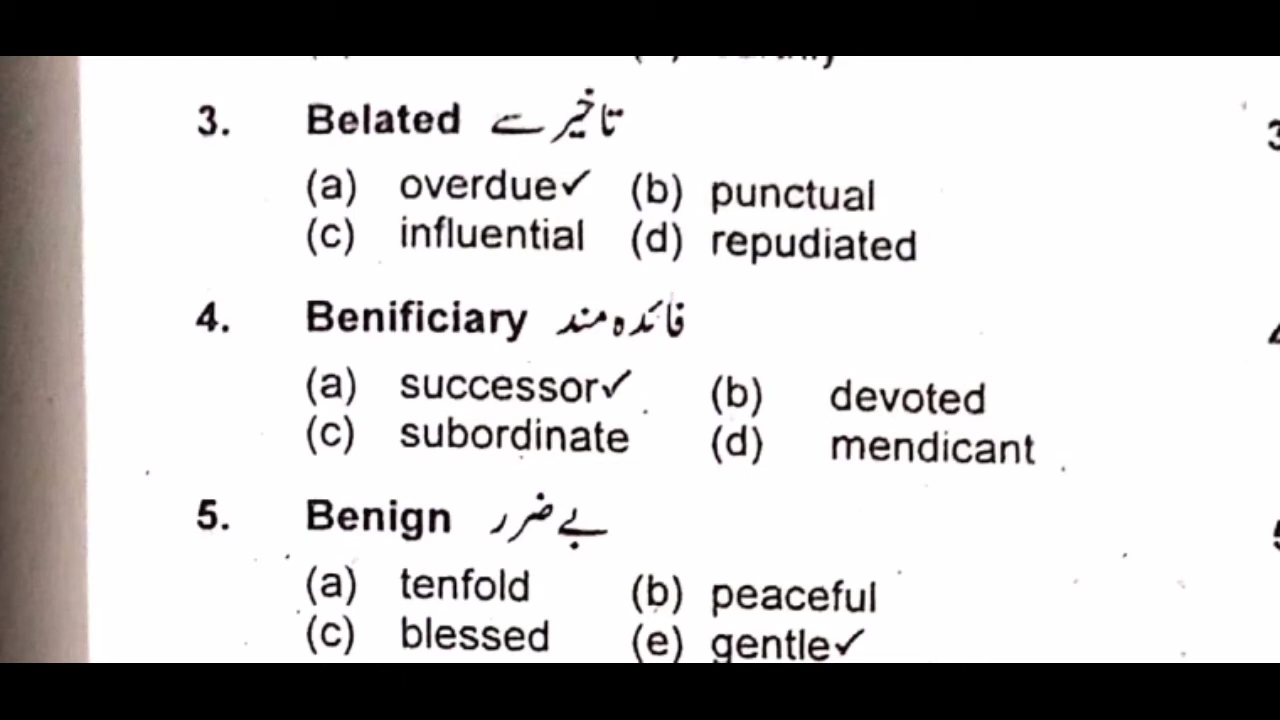 3. Belated تاخیر سے
(a) overdue✓ (b) punctual
(c) influential (d) repudiated
4. Benificiary فائدہ مند
(a) successor✓ (b) devoted
(c) subordinate (d) mendicant
5. Benign بے ضرر
(a) tenfold (b) peaceful
(c) blessed (e) gentle✓